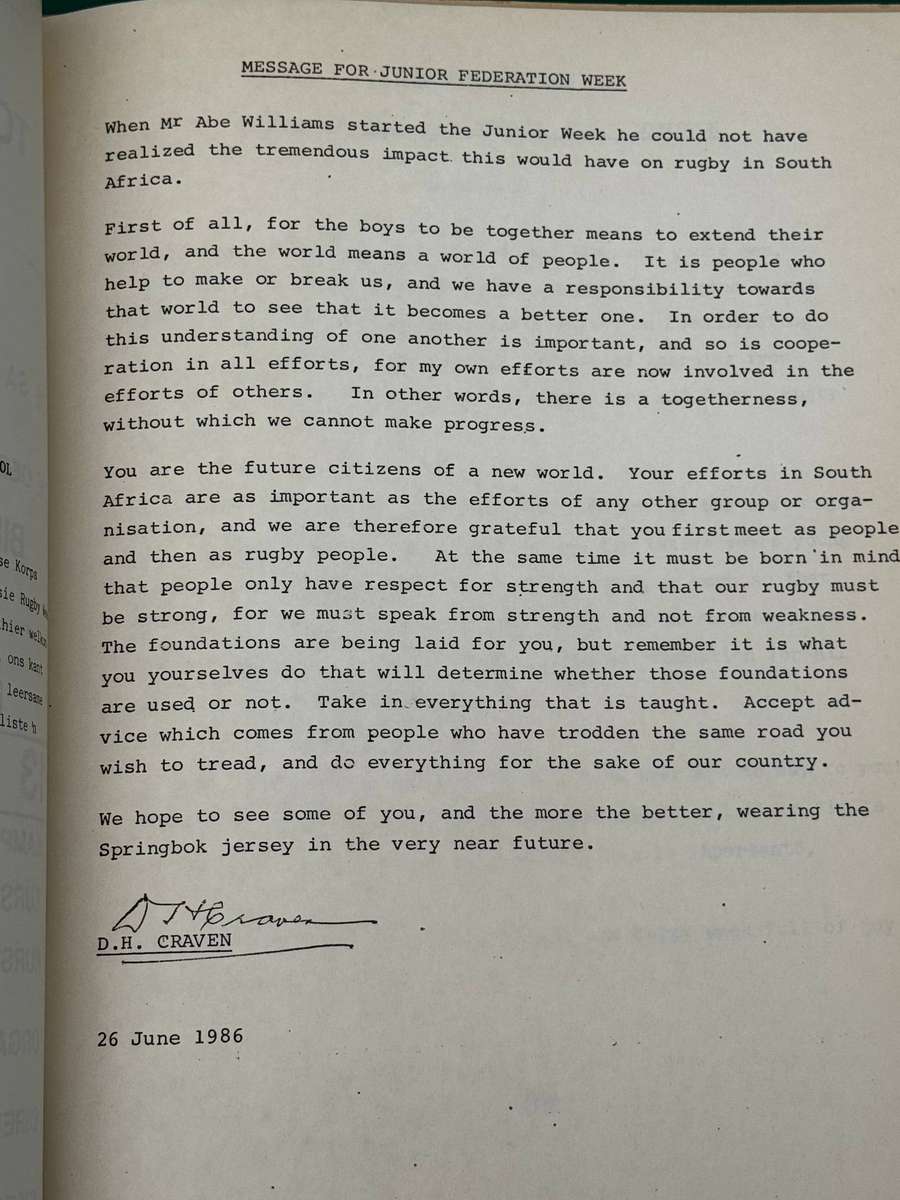 MESSAGE FOR JUNIOR FEDERATION WEEK
When Mr Abe Williams started the Junior Week he could not have
realized the tremendous impact this would have on rugby in South
Africa.
First of all, for the boys to be together means to extend their
world, and the world means a world of people. It is people who
help to make or break us, and we have a responsibility towards
that world to see that it becomes a better one. In order to do
this understanding of one another is important, and so is coope-
ration in all efforts, for my own efforts are now involved in the
efforts of others. In other words, there is a togetherness,
without which we cannot make progress.
You are the future citizens of a new world. Your efforts in South
Africa are as important as the efforts of any other group or orga-
nisation, and we are therefore grateful that you first meet as people
and then as rugby people. At the same time it must be born in mind
that people only have respect for strength and that our rugby must
be strong, for we must speak from strength and not from weakness.
The foundations are being laid for you, but remember it is what
you yourselves do that will determine whether those foundations
are used or not. Take in everything that is taught. Accept ad-
vice which comes from people who have trodden the same road you
wish to tread, and do everything for the sake of our country.
We hope to see some of you, and the more the better, wearing the
Springbok jersey in the very near future.
D H Craven
D.H. CRAVEN
26 June 1986
OL
se Korps
sie Rugby
hier
ons kant
leersame